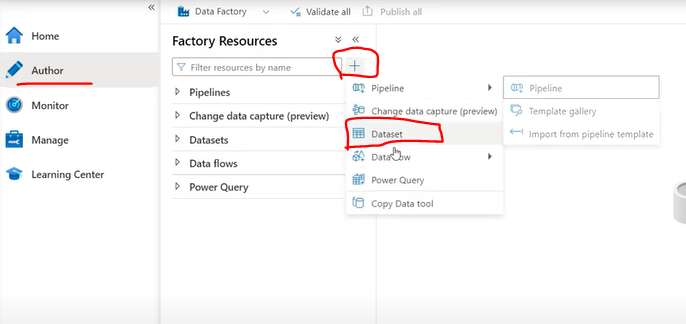 Data Factory
Validate all
Publish all
Home
Author
Monitor
Manage
Learning Center
Factory Resources
Filter resources by name
Pipelines
Change data capture (preview)
Datasets
Data flows
Power Query
Pipeline
Change data capture (preview)
Dataset
Data flow
Power Query
Copy Data tool
Pipeline
Template gallery
Import from pipeline template